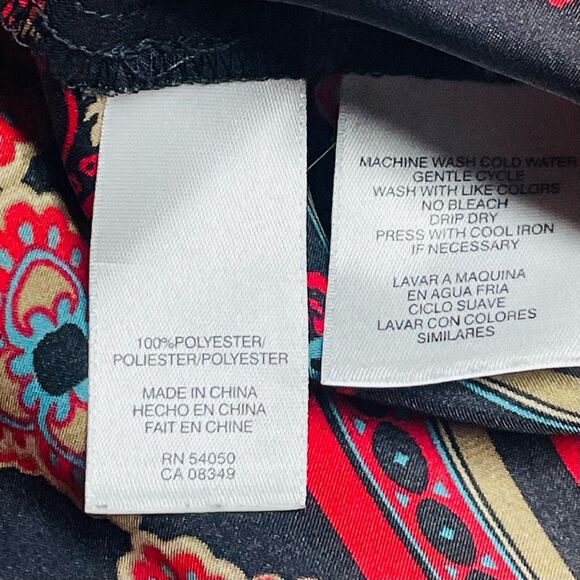 100%POLYESTER/
POLIESTER/POLYESTER
MADE IN CHINA
HECHO EN CHINA
FAIT EN CHINE
RN 54050
CA 08349
MACHINE WASH COLD WATER
GENTLE CYCLE
WASH WITH LIKE COLORS
NO BLEACH
DRIP DRY
PRESS WITH COOL IRON
IF NECESSARY
LAVAR A MAQUINA
EN AGUA FRIA
CICLO SUAVE
LAVAR CON COLORES
SIMILARES